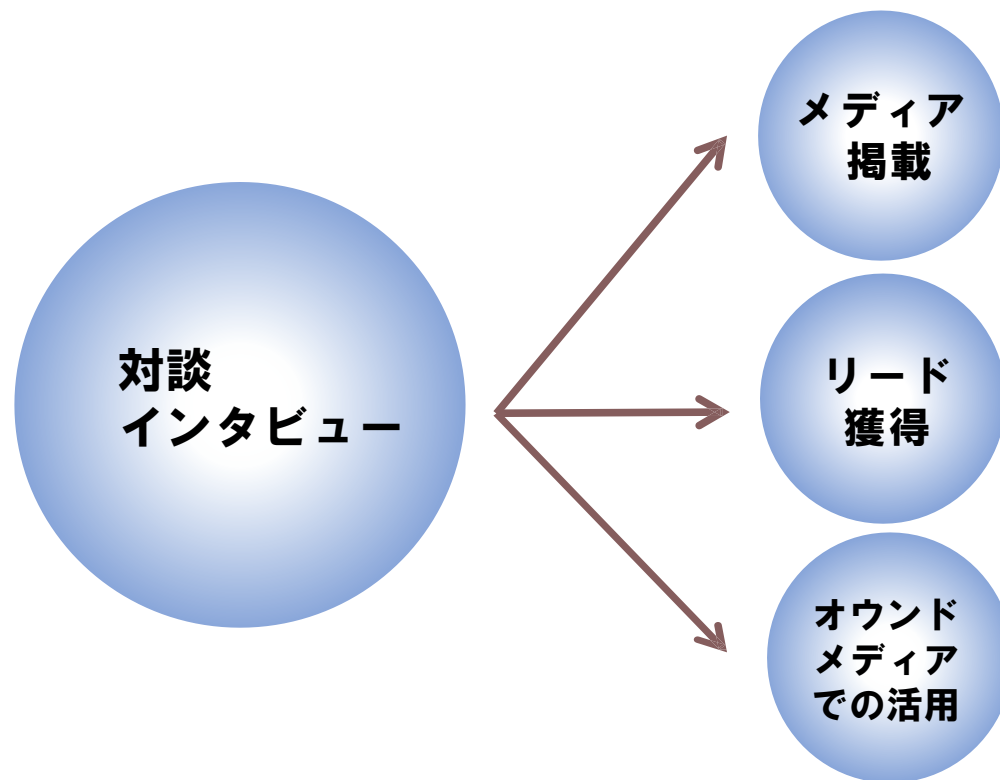 対談
インタビュー
メディア
掲載
リード
獲得
オウンド
メディア
での活用